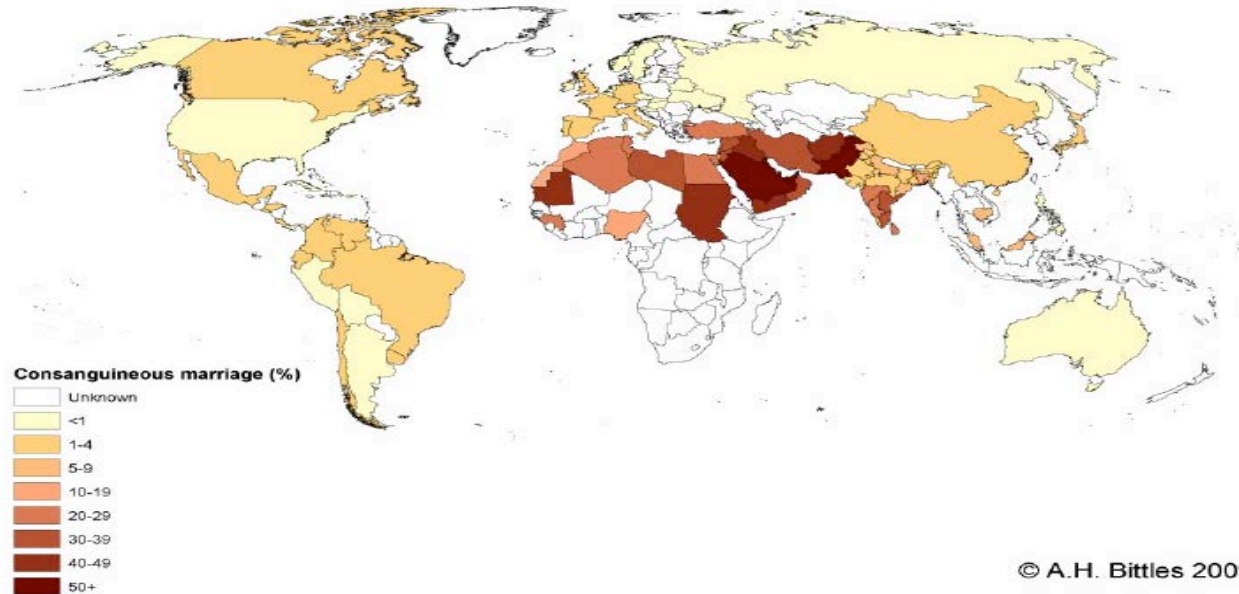 Consanguineous marriage (%)
Unknown
<1
1-4
5-9
10-19
20-29
30-39
40-49
50+
© A.H. Bittles 200